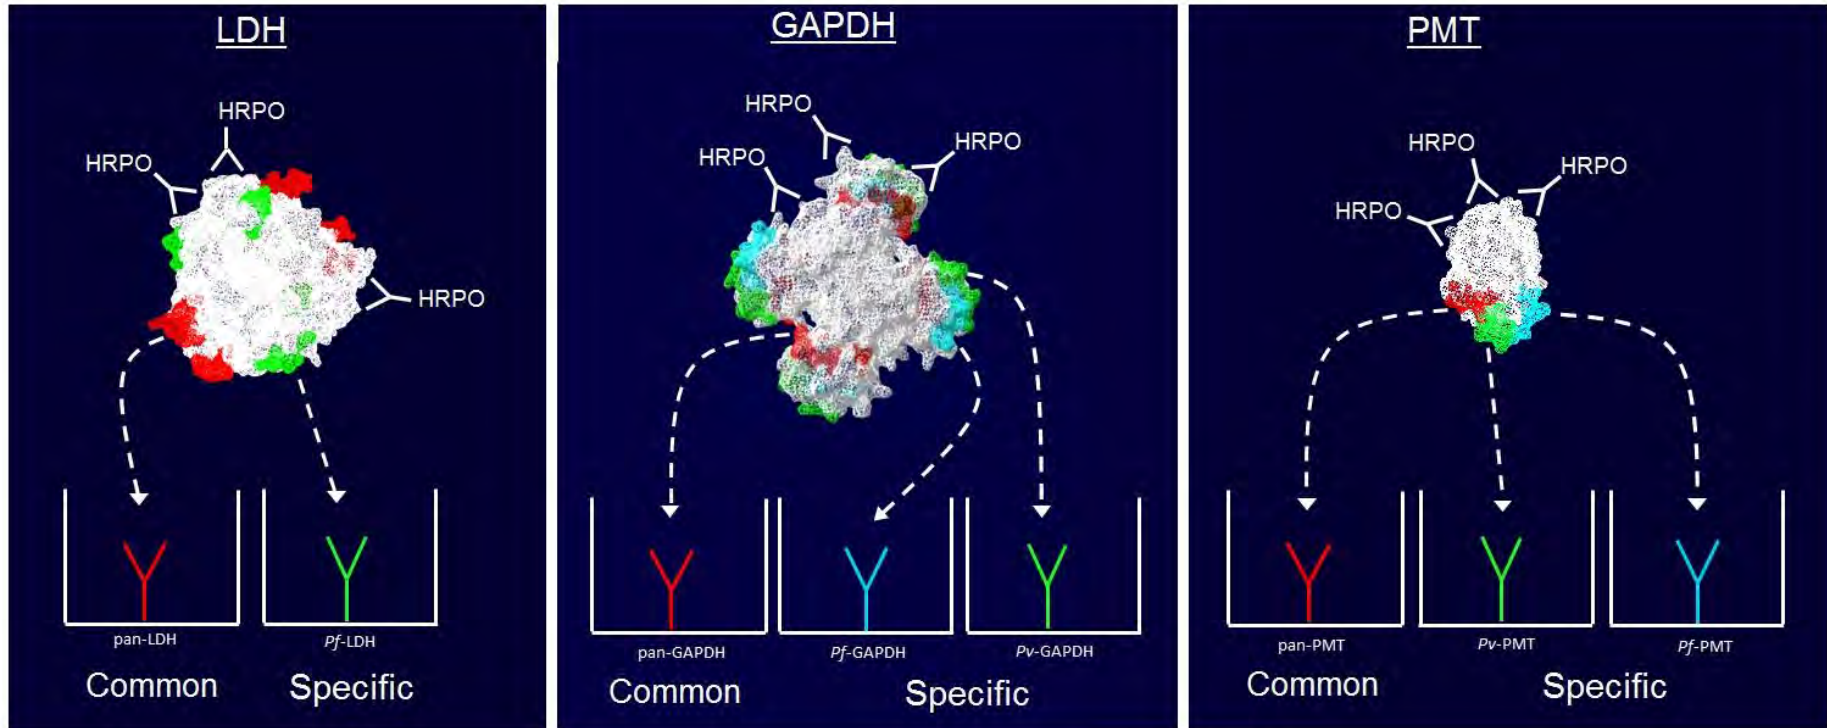 LDH
HRPO
HRPO
HRPO
pan-LDH
Pf-LDH
Common
Specific
GAPDH
HRPO
HRPO
HRPO
pan-GAPDH
Pf-GAPDH
Pv-GAPDH
Common
Specific
PMT
HRPO
HRPO
HRPO
pan-PMT
Pv-PMT
Pf-PMT
Common
Specific